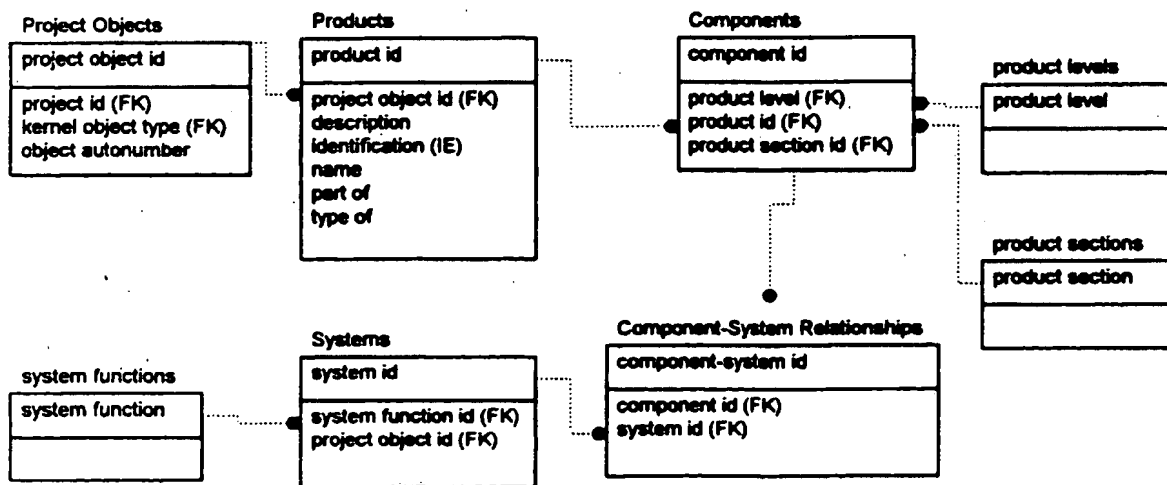 Project Objects
project object id
project id (FK)
kernel object type (FK)
object autonumber
Products
product id
project object id (FK)
description
identification (IE)
name
part of
type of
Components
component id
product level (FK)
product id (FK)
product section id (FK)
product levels
product level
product sections
product section
system functions
system function
Systems
system id
system function id (FK)
project object id (FK)
Component-System Relationships
component-system id
component id (FK)
system id (FK)